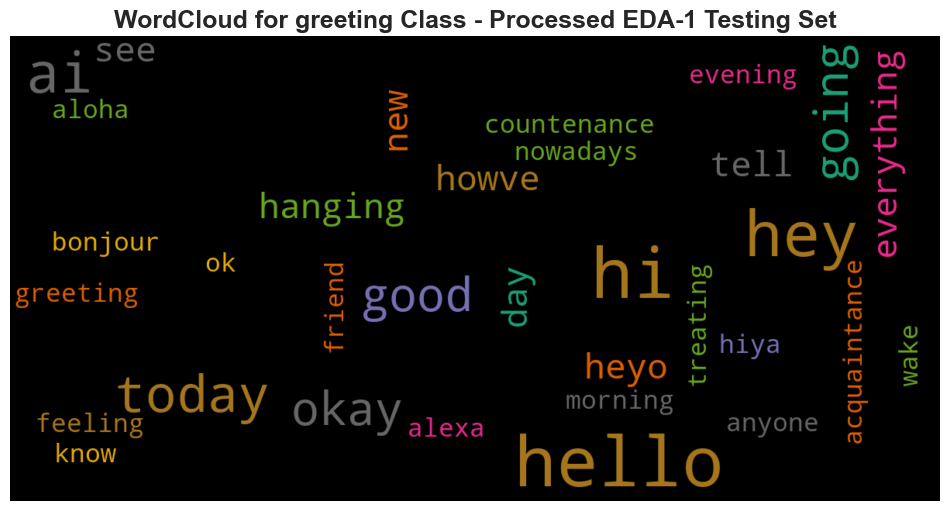 WordCloud for greeting Class - Processed EDA-1 Testing Set
see
ai
aloha
new
evening
going
everything
countenance
nowadays
tell
howve
hanging
hey
bonjour
ok
hi
greeting
friend
good
day
treating
acquaintance
hiya
wake
heyo
today
okay
morning
feeling
alexa
anyone
know
hello